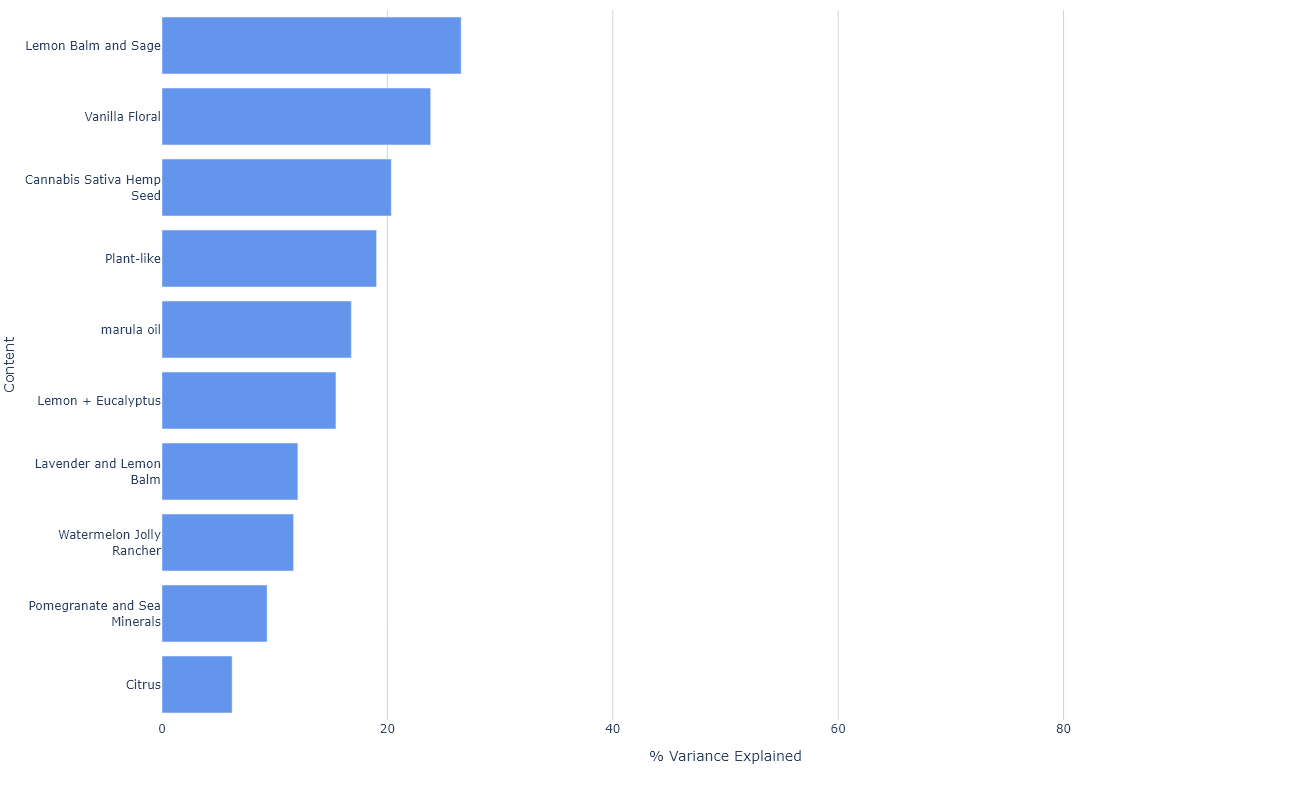 Lemon Balm and Sage
Vanilla Floral
Cannabis Sativa Hemp
Seed
Plant-like
marula oil
Content
Lemon + Eucalyptus
Lavender and Lemon
Balm
Watermelon Jolly
Rancher
Pomegranate and Sea
Minerals
Citrus
0 20 40 60 80
% Variance Explained